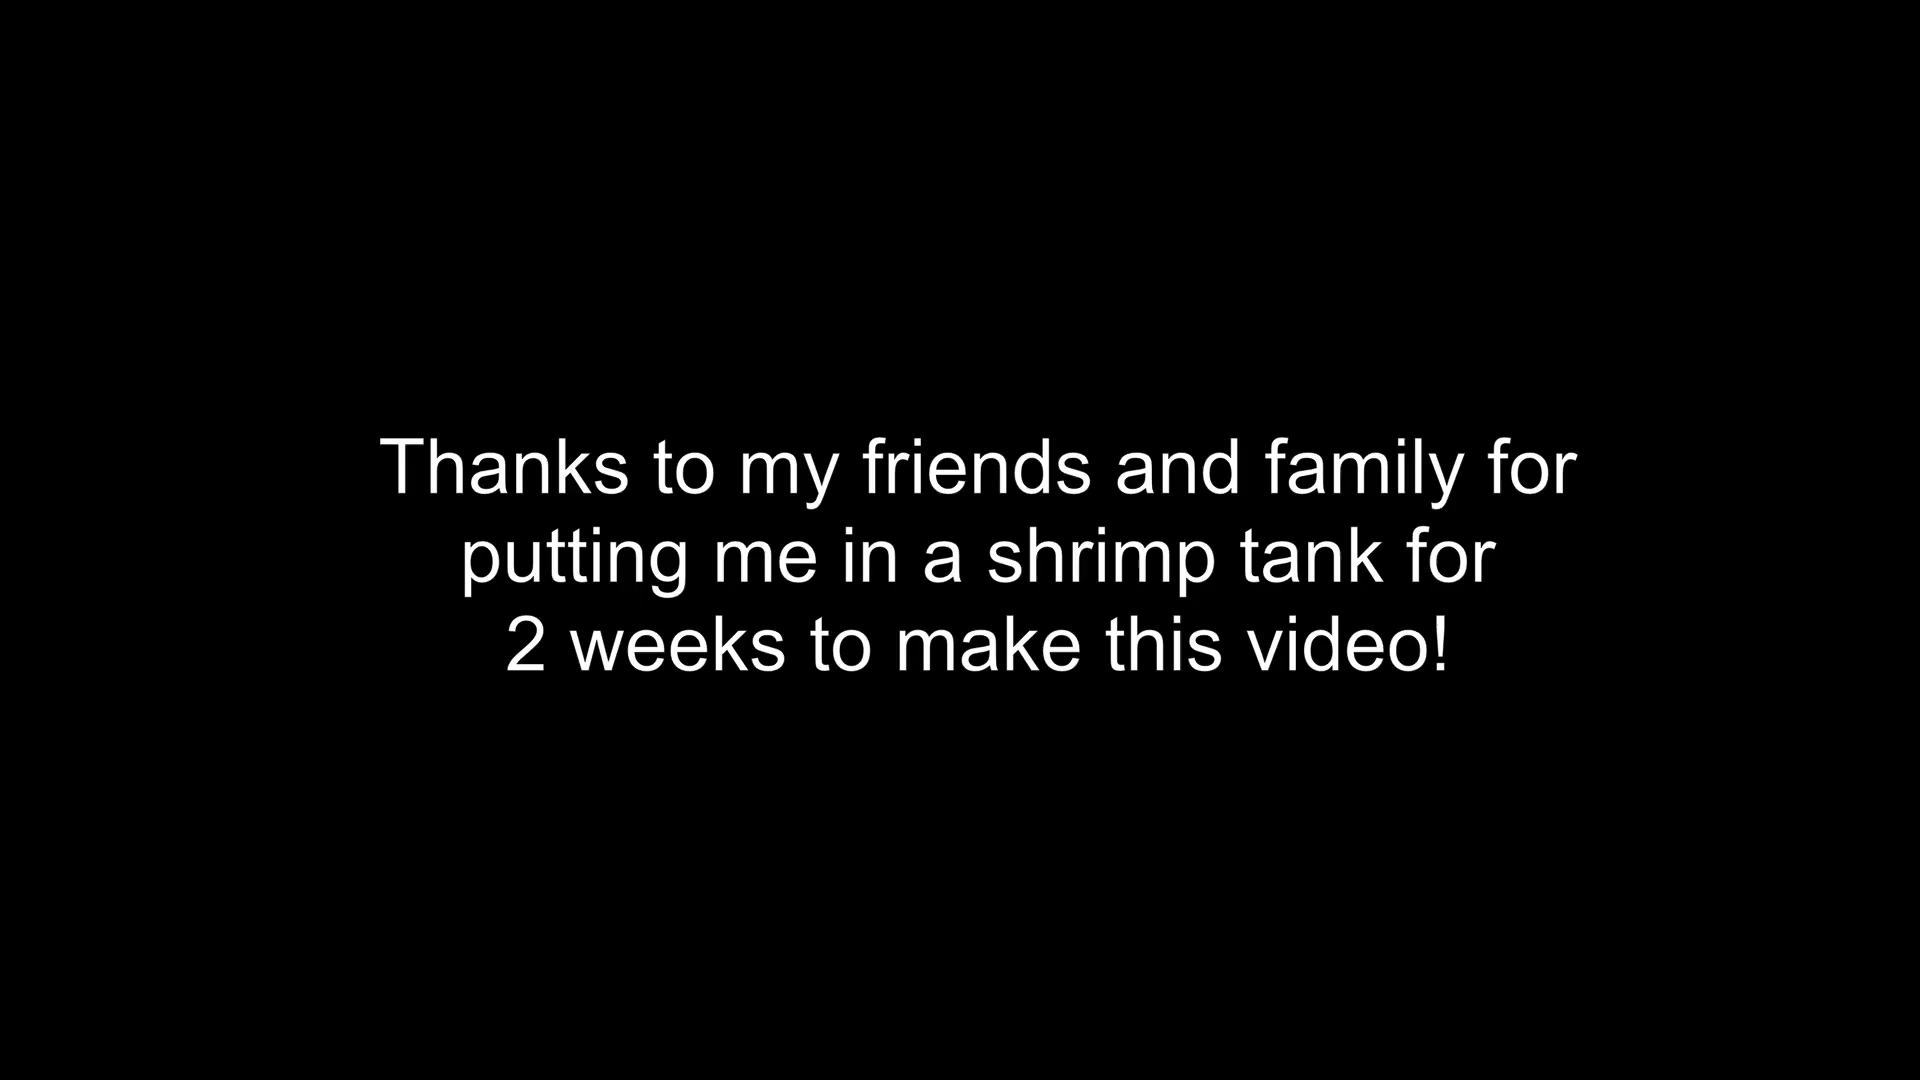 Thanks to my friends and family for
putting me in a shrimp tank for
2 weeks to make this video!